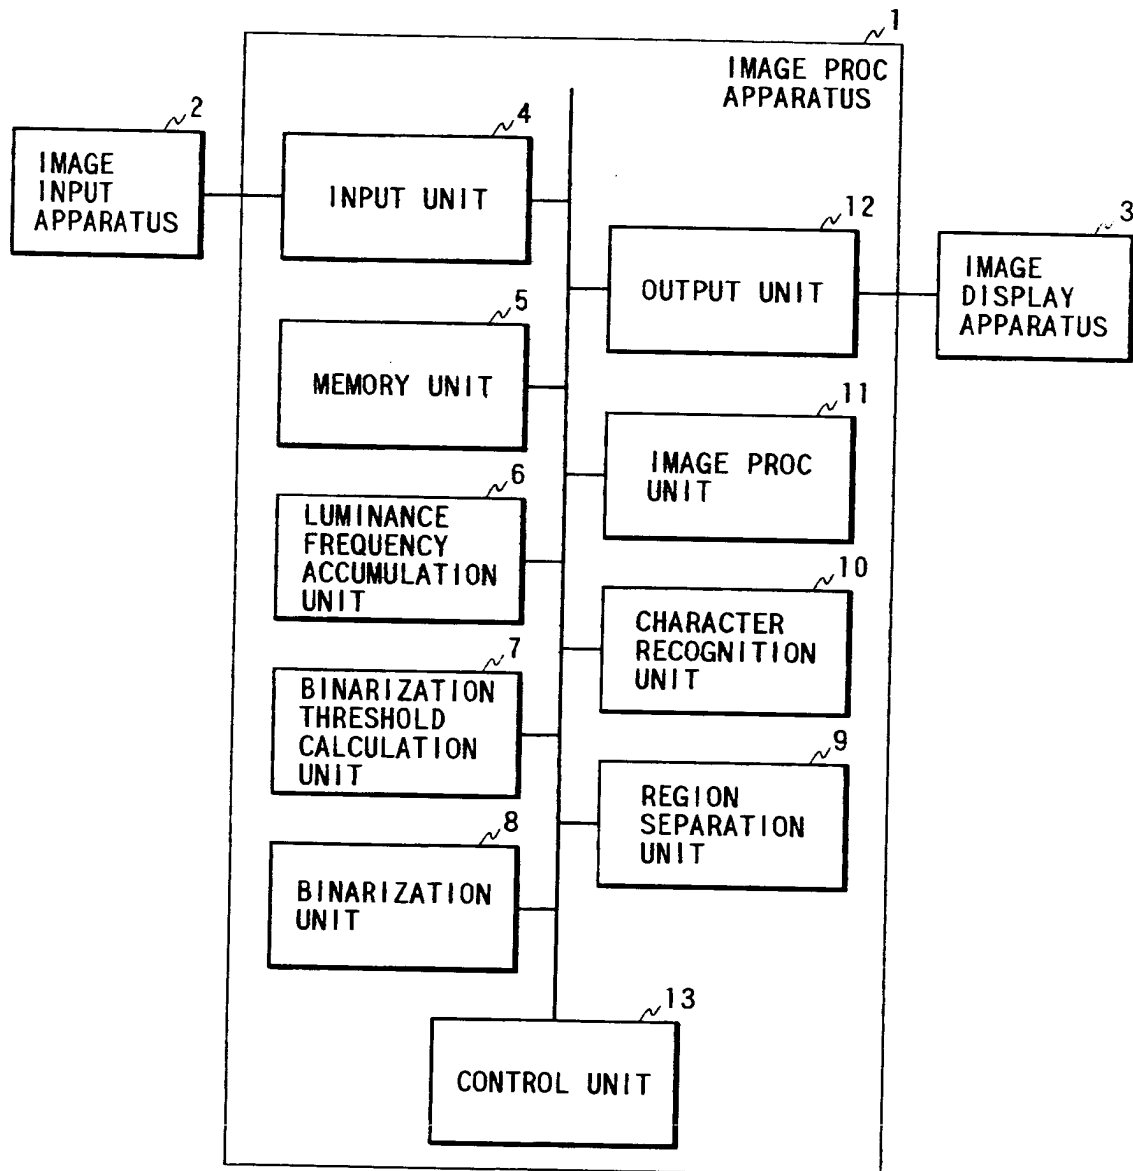 1
IMAGE PROC
APPARATUS
2
IMAGE
INPUT
APPARATUS
4
INPUT UNIT
12
OUTPUT UNIT
3
IMAGE
DISPLAY
APPARATUS
5
MEMORY UNIT
11
IMAGE PROC
UNIT
6
LUMINANCE
FREQUENCY
ACCUMULATION
UNIT
10
CHARACTER
RECOGNITION
UNIT
7
BINARIZATION
THRESHOLD
CALCULATION
UNIT
9
REGION
SEPARATION
UNIT
8
BINARIZATION
UNIT
13
CONTROL UNIT